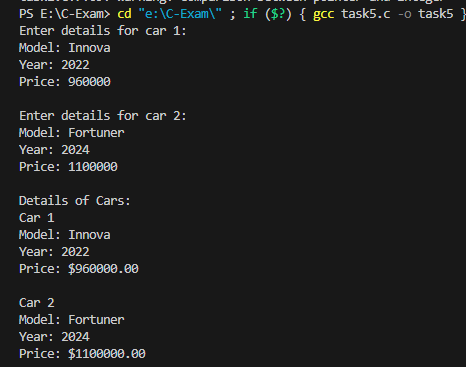 PS E:\C-Exam> cd "e:\C-Exam\" ; if ($?) { gcc task5.c -o task5 }
Enter details for car 1:
Model: Innova
Year: 2022
Price: 960000
Enter details for car 2:
Model: Fortuner
Year: 2024
Price: 1100000
Details of Cars:
Car 1
Model: Innova
Year: 2022
Price: $960000.00
Car 2
Model: Fortuner
Year: 2024
Price: $1100000.00